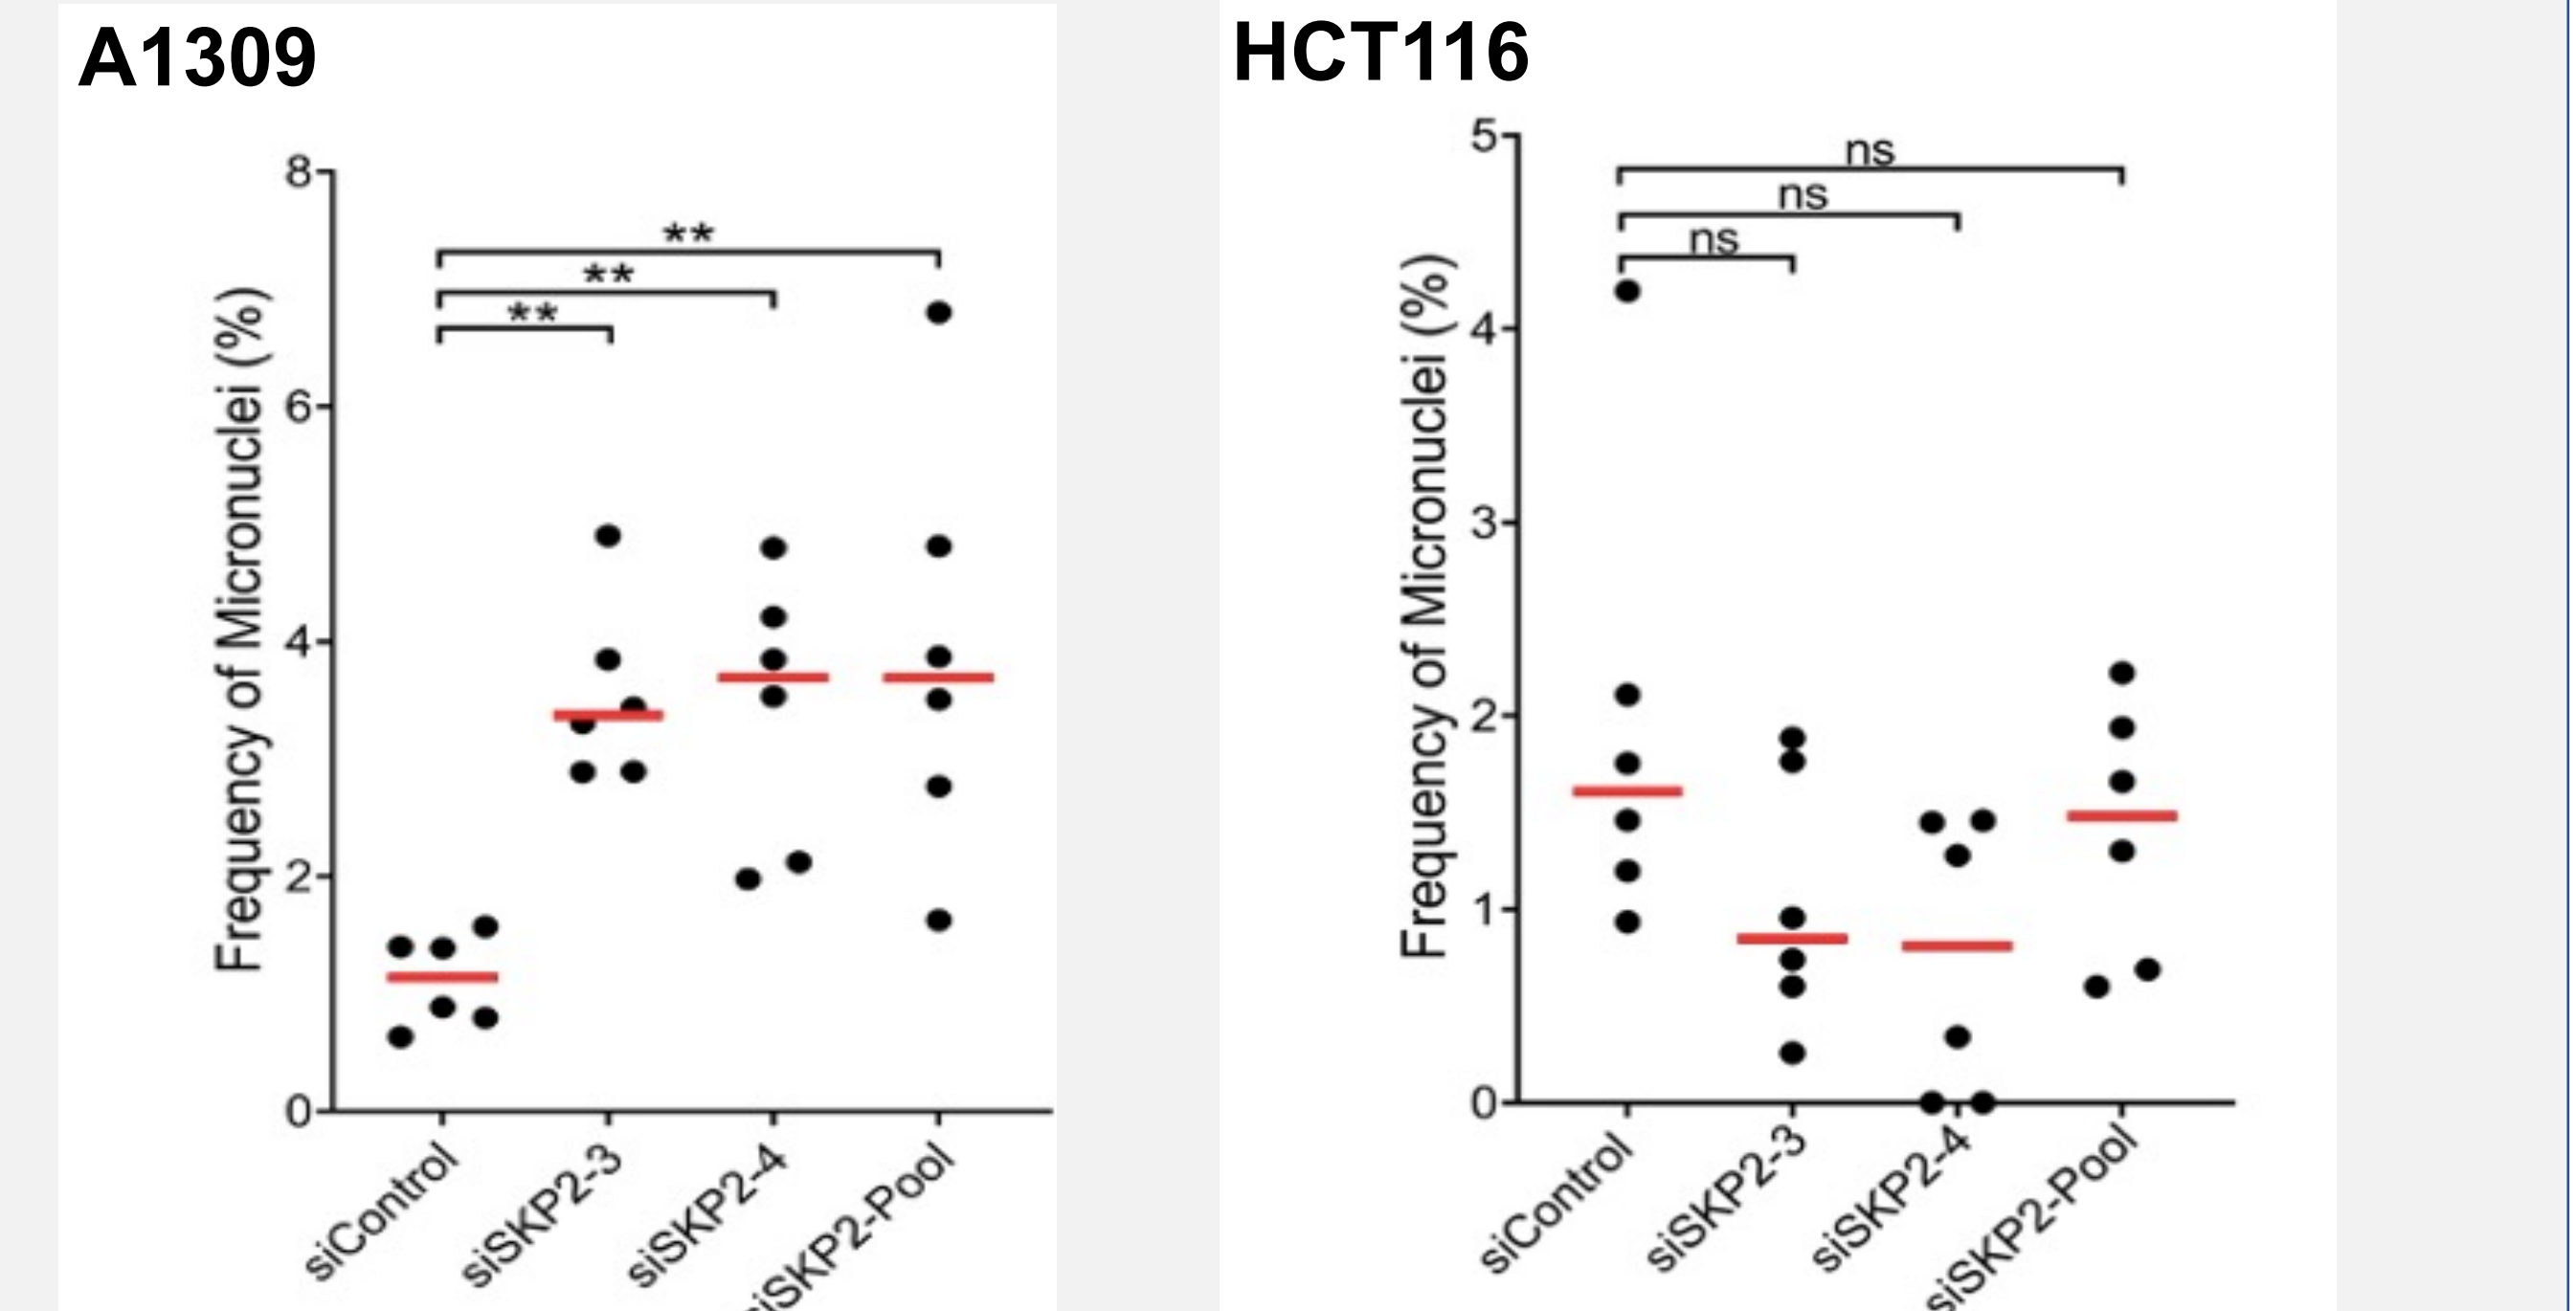 A1309
8
6
4
2
0
Frequency of Micronuclei (%)
**
**
**
siControl
siSKP2-3
siSKP2-4
siSKP2-Pool
HCT116
5
4
3
2
1
0
Frequency of Micronuclei (%)
ns
ns
ns
siControl
siSKP2-3
siSKP2-4
siSKP2-Pool